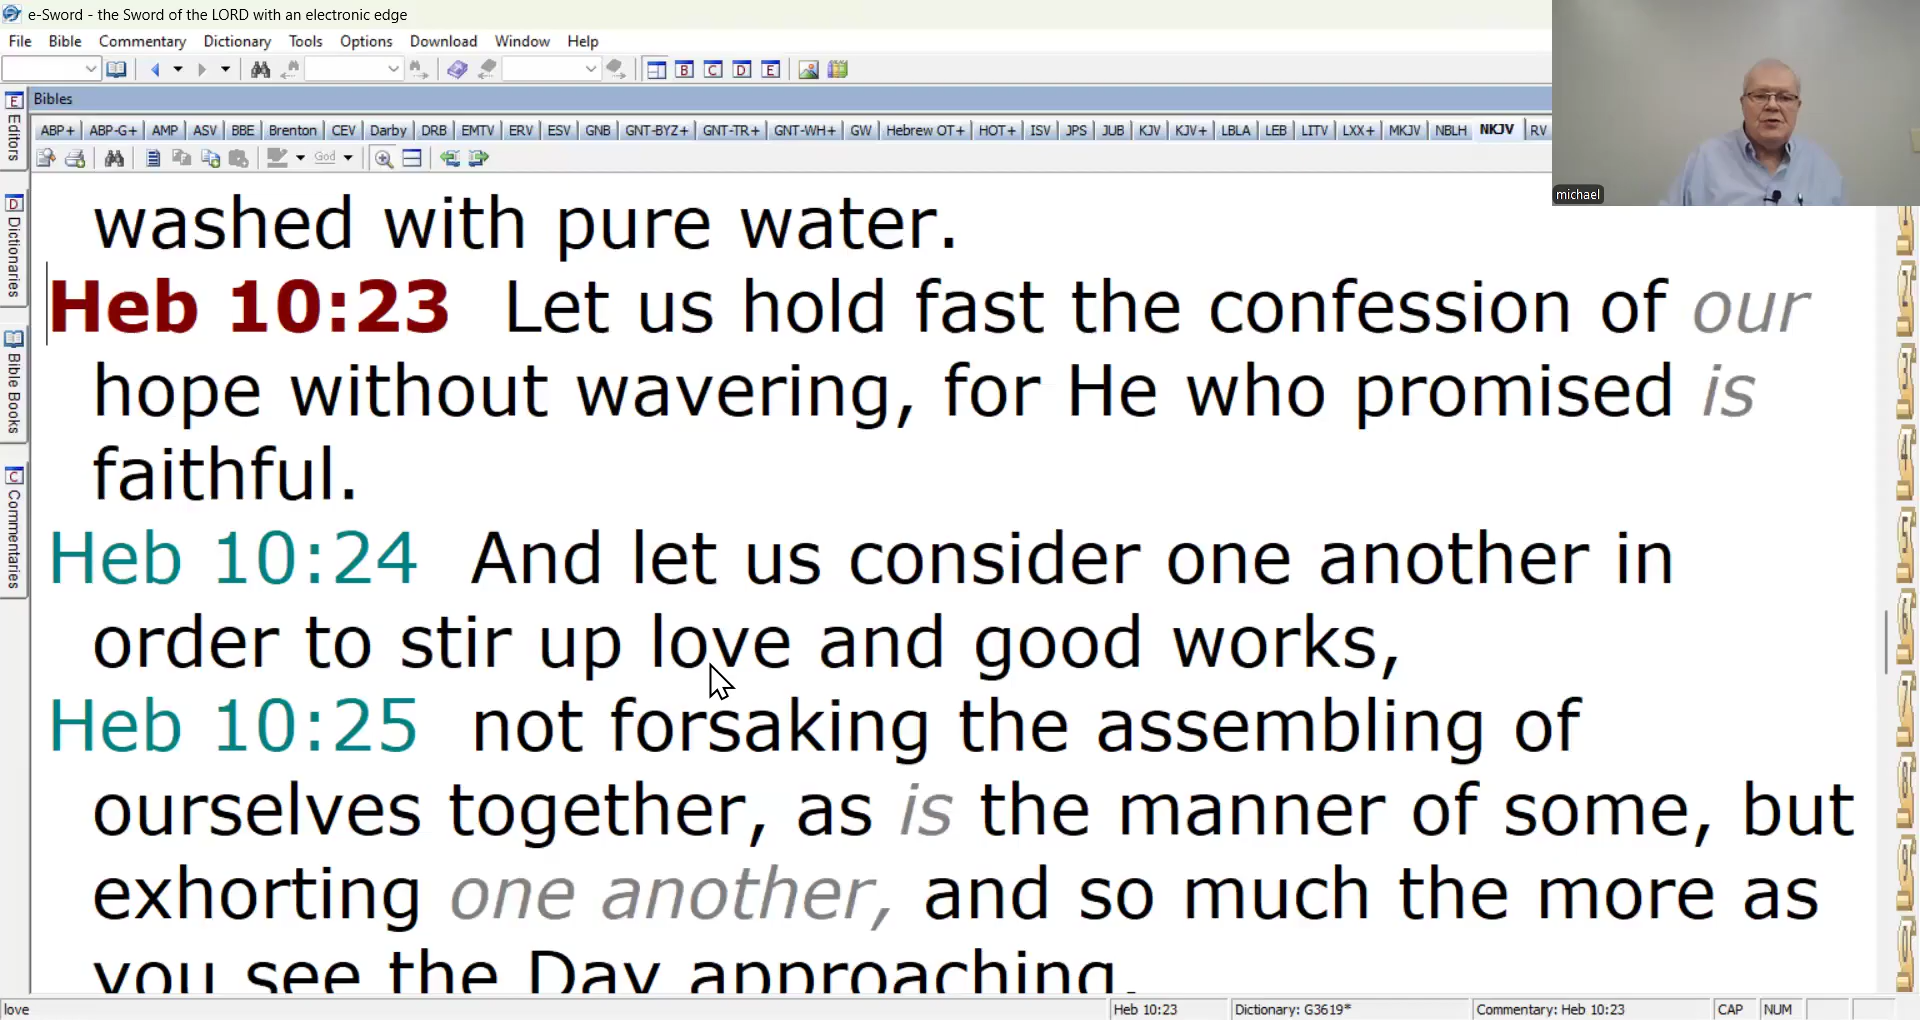 e-Sword - the Sword of the LORD with an electronic edge
File Bible Commentary Dictionary Tools Options Download Window Help
B C D E
Bibles
ABP+ ABP-G+ AMP ASV BBE Brenton CEV Darby DRB EMTV ERV ESV GNB GNT-BYZ+ GNT-TR+ GNT-WH+ GW Hebrew OT+ HOT+ ISV JPS JUB KJV KJV+ LBLA LEB LITV LXX+ MKJV NBLH NKJV RV
God
michael
E Editors
D Dictionaries
Bible Books
C Commentaries
washed with pure water.
Heb 10:23 Let us hold fast the confession of our
hope without wavering, for He who promised is
faithful.
Heb 10:24 And let us consider one another in
order to stir up love and good works,
Heb 10:25 not forsaking the assembling of
ourselves together, as is the manner of some, but
exhorting one another, and so much the more as
you see the Day approaching.
love Heb 10:23 Dictionary: G3619* Commentary: Heb 10:23 CAP NUM